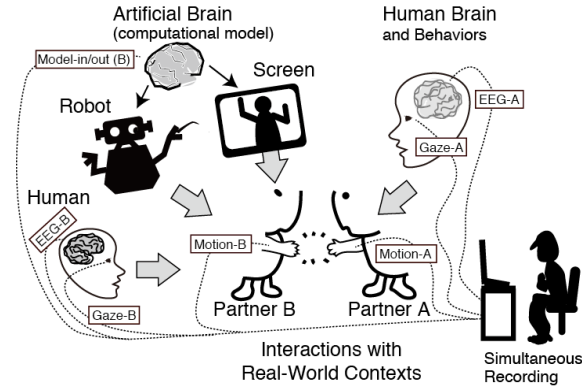 Artificial Brain
(computational model)
Human Brain
and Behaviors
Model-in/out (B)
Screen
Robot
EEG-A
Gaze-A
Human
EEG-B
Motion-B
Motion-A
Gaze-B
Partner B
Partner A
Interactions with
Real-World Contexts
Simultaneous
Recording